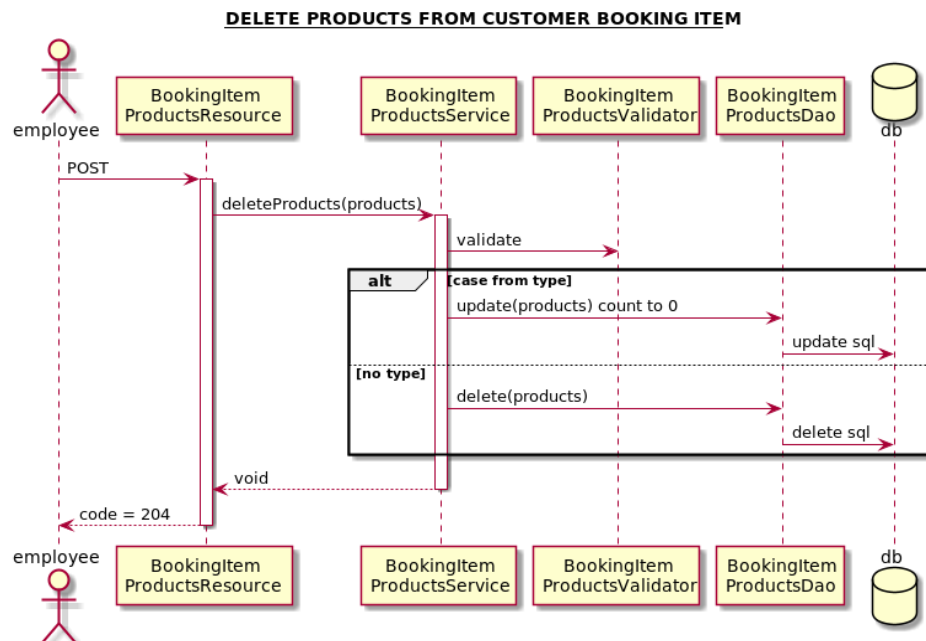 DELETE PRODUCTS FROM CUSTOMER BOOKING ITEM
employee
BookingItem
ProductsResource
BookingItem
ProductsService
BookingItem
ProductsValidator
BookingItem
ProductsDao
db
POST
deleteProducts(products)
validate
alt
[case from type]
update(products) count to 0
update sql
[no type]
delete(products)
delete sql
void
code = 204
employee
BookingItem
ProductsResource
BookingItem
ProductsService
BookingItem
ProductsValidator
BookingItem
ProductsDao
db